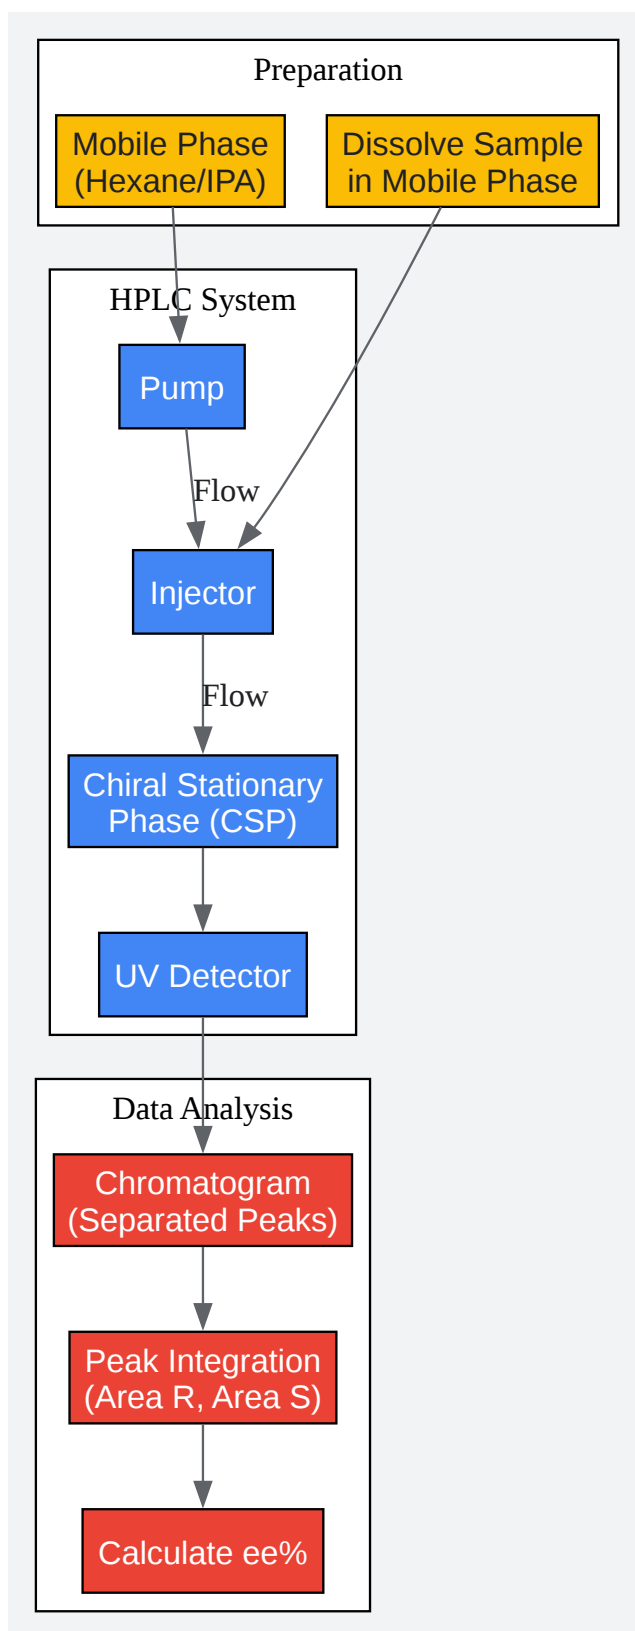 Preparation
Mobile Phase
(Hexane/IPA)
Dissolve Sample
in Mobile Phase
HPLC System
Pump
Flow
Injector
Flow
Chiral Stationary
Phase (CSP)
UV Detector
Data Analysis
Chromatogram
(Separated Peaks)
Peak Integration
(Area R, Area S)
Calculate ee%